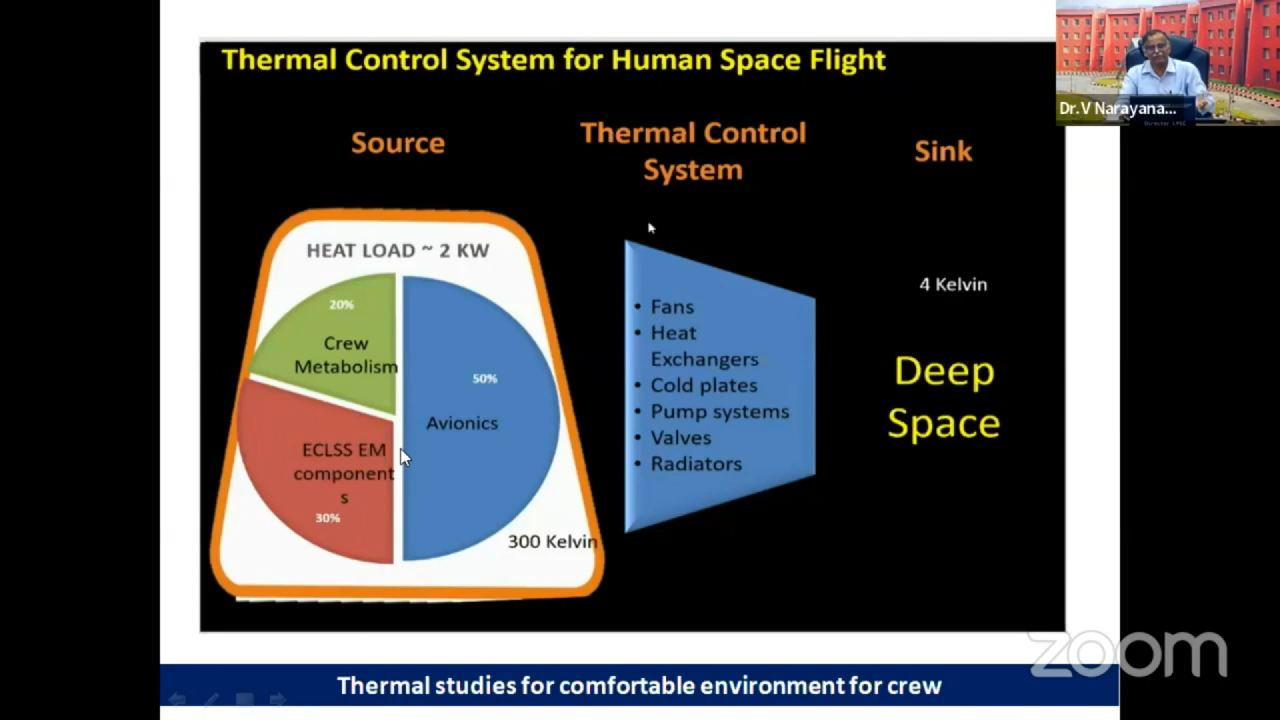 Thermal Control System for Human Space Flight
Dr.V Narayana...
Source
Thermal Control
System
Sink
HEAT LOAD ~ 2 KW
20%
Crew
Metabolism
50%
Avionics
ECLSS EM
component
s
30%
300 Kelvin
• Fans
• Heat
Exchangers
• Cold plates
• Pump systems
• Valves
• Radiators
4 Kelvin
Deep
Space
zoom
Thermal studies for comfortable environment for crew